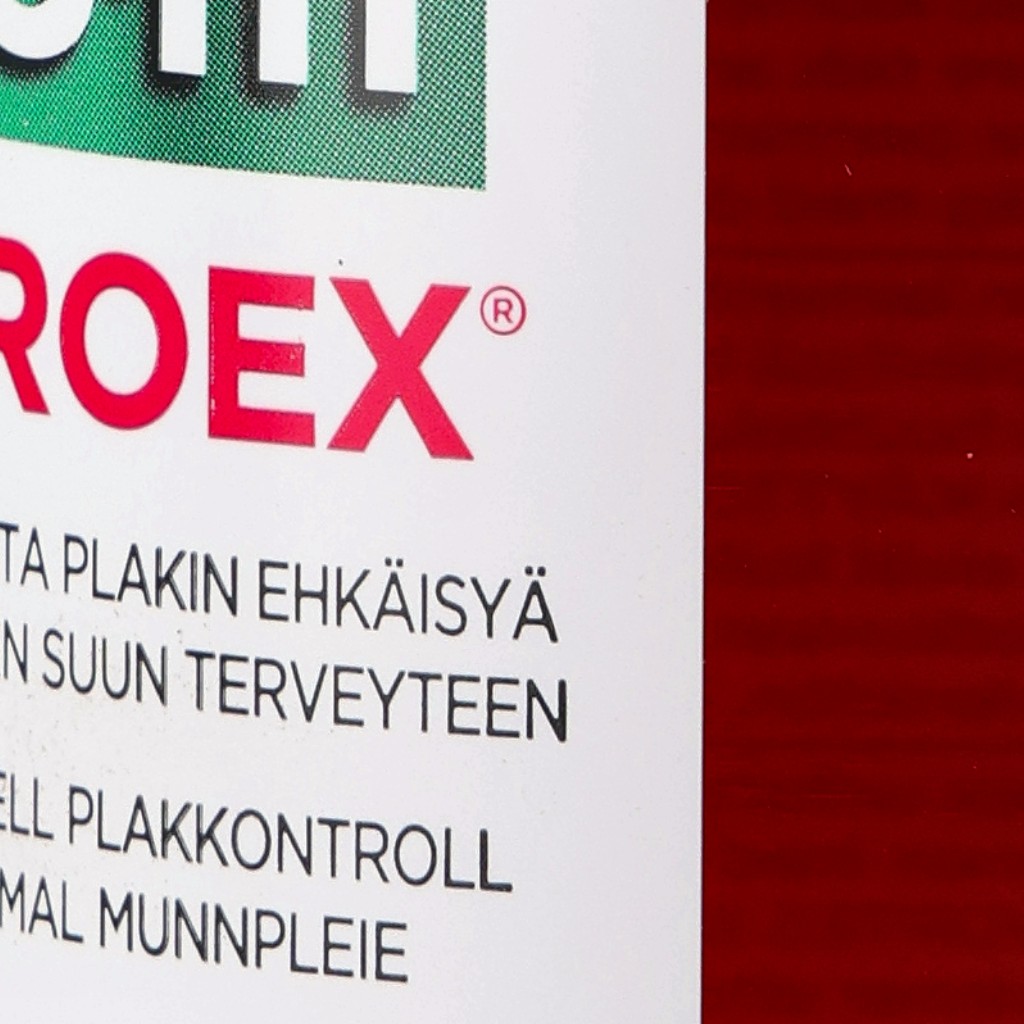 ROEX®
TA PLAKIN EHKÄISYÄ
N SUUN TERVEYTEEN
ELL PLAKKONTROLL
MAL MUNNPLEIE